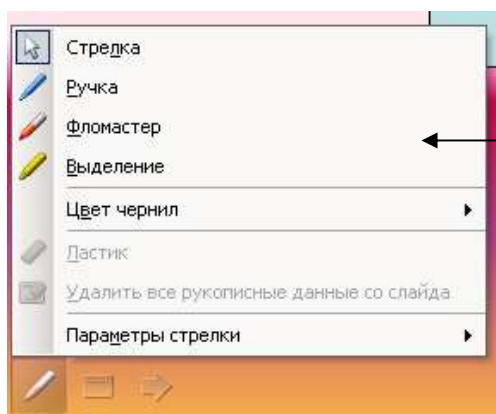 Стрелка
Ручка
Фломастер
Выделение
Цвет чернил
Ластик
Удалить все рукописные данные со слайда
Параметры стрелки